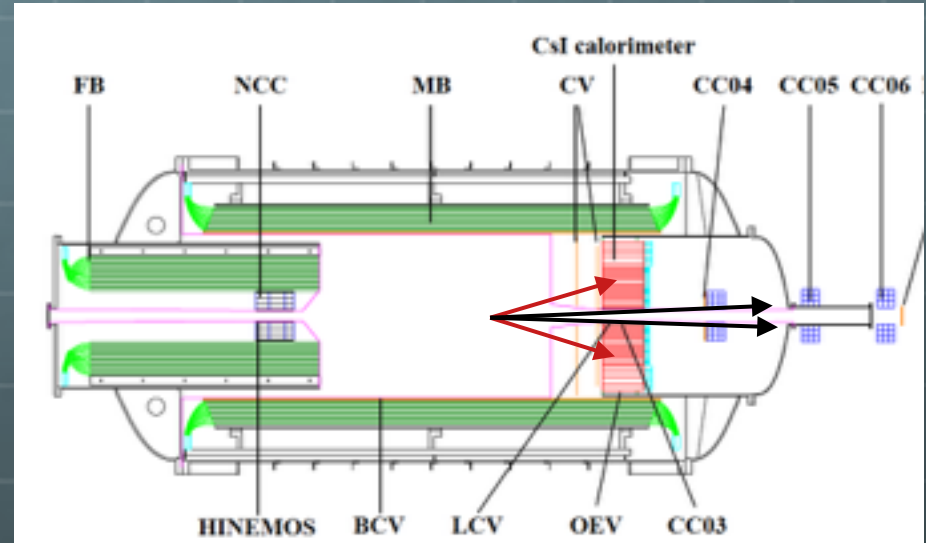 CsI calorimeter
FB NCC MB CV CC04 CC05 CC06
HINEMOS BCV LCV OEV CC03